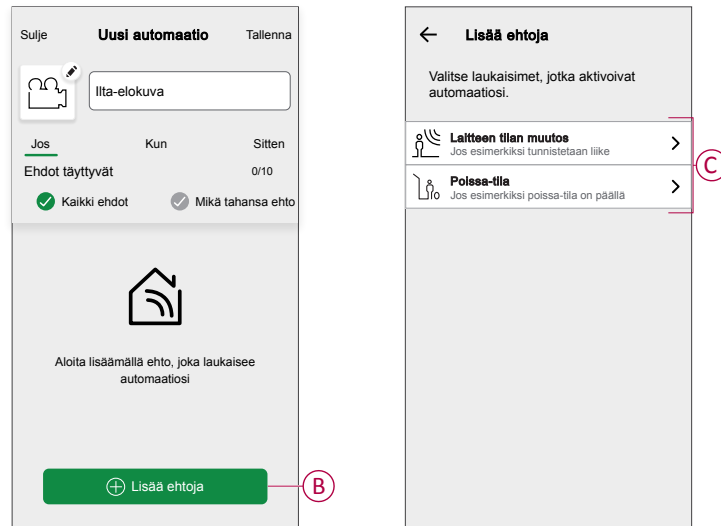 Sulje Uusi automaatio Tallenna
Ilta-elokuva
Jos Kun Sitten
Ehdot täyttyvät 0/10
Kaikki ehdot Mikä tahansa ehto
Aloita lisäämällä ehto, joka laukaisee
automaatiosi
Lisää ehtoja
B
Lisää ehtoja
Valitse laukaisimet, jotka aktivoivat
automaatiosi.
Laitteen tilan muutos
Jos esimerkiksi tunnistetaan liike
Poissa-tila
Jos esimerkiksi poissa-tila on päällä
C